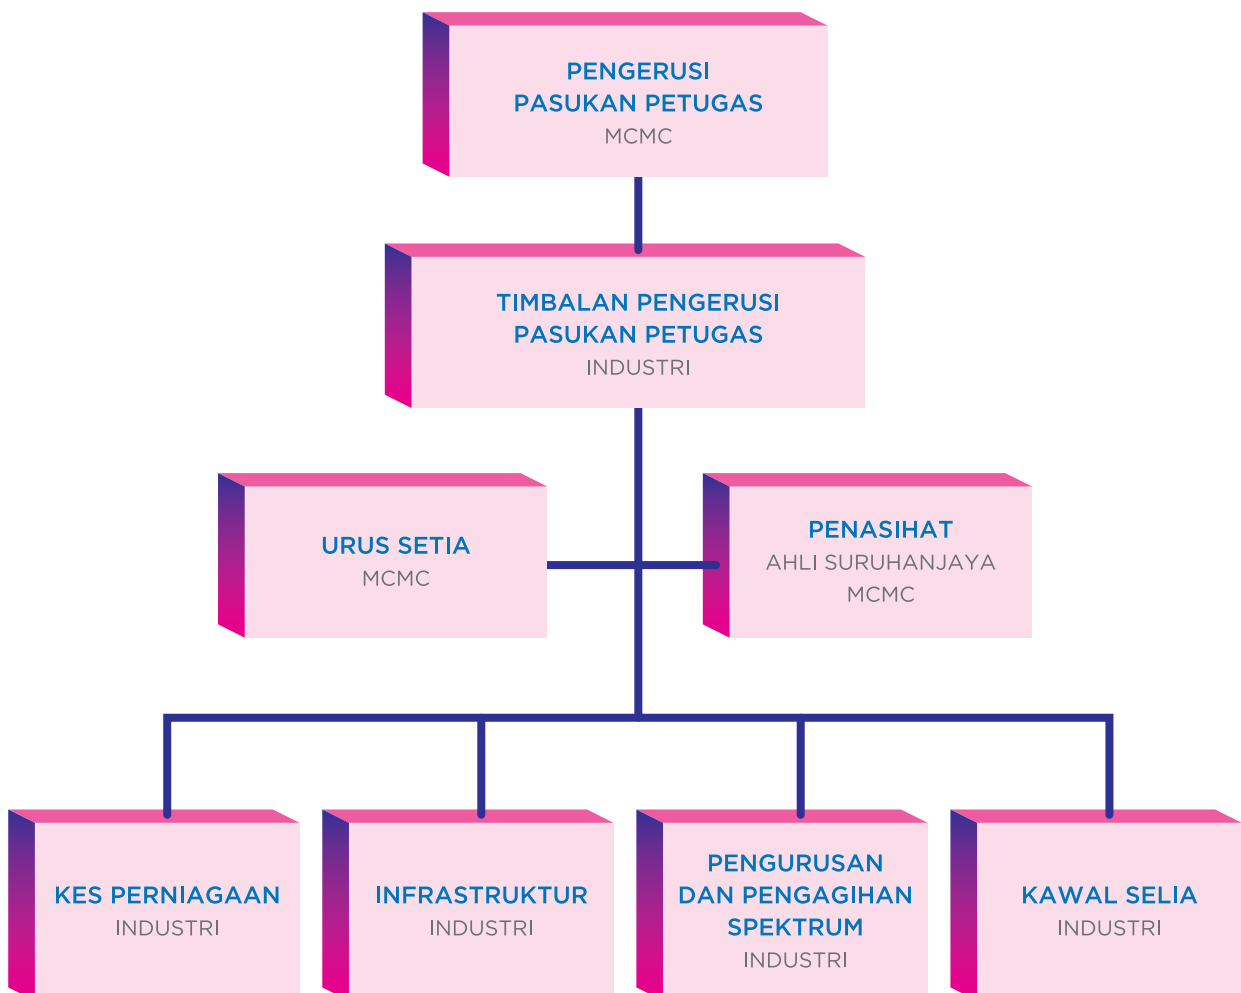 PENGERUSI
PASUKAN PETUGAS
MCMC
TIMBALAN PENGERUSI
PASUKAN PETUGAS
INDUSTRI
URUS SETIA
MCMC
PENASIHAT
AHLI SURUHANJAYA
MCMC
KES PERNIAGAAN
INDUSTRI
INFRASTRUKTUR
INDUSTRI
PENGURUSAN
DAN PENGAGIHAN
SPEKTRUM
INDUSTRI
KAWAL SELIA
INDUSTRI